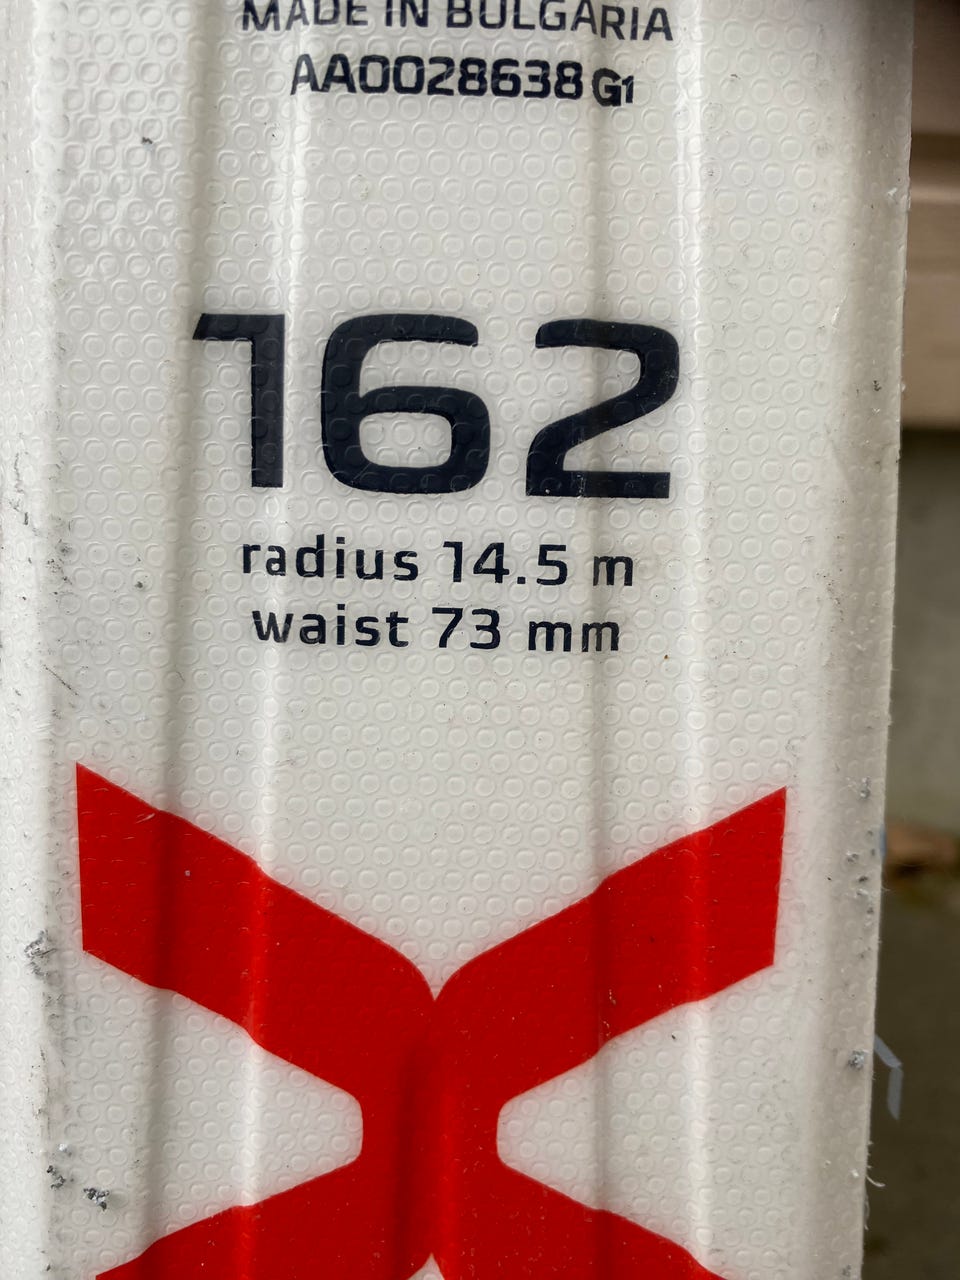 MADE IN BULGARIA
AA0028638 G1
162
radius 14.5 m
waist 73 mm